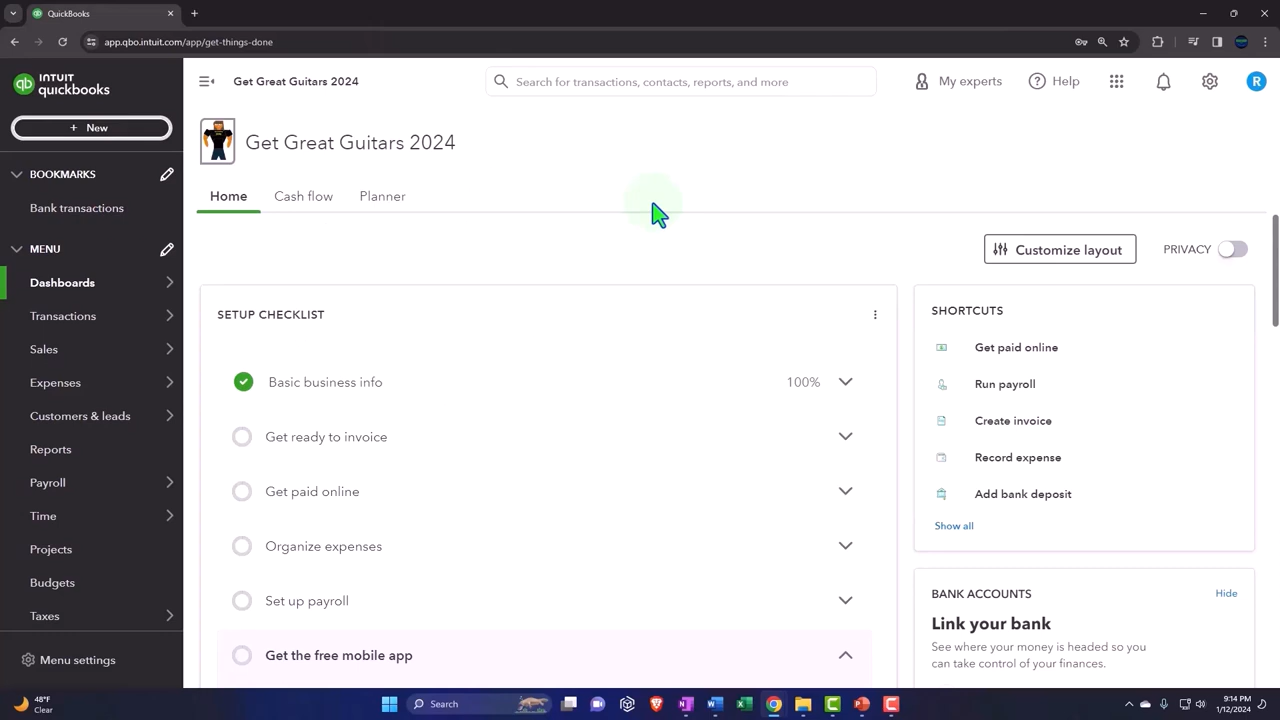 QuickBooks
app.qbo.intuit.com/app/get-things-done
INTUIT
quickbooks
qb
+ New
BOOKMARKS
Bank transactions
MENU
Dashboards
Transactions
Sales
Expenses
Customers & leads
Reports
Payroll
Time
Projects
Budgets
Taxes
Menu settings
Get Great Guitars 2024
Search for transactions, contacts, reports, and more
My experts
Help
R
Get Great Guitars 2024
Home
Cash flow
Planner
Customize layout
PRIVACY
SETUP CHECKLIST
Basic business info
100%
Get ready to invoice
Get paid online
Organize expenses
Set up payroll
Get the free mobile app
SHORTCUTS
Get paid online
Run payroll
Create invoice
Record expense
Add bank deposit
Show all
BANK ACCOUNTS
Hide
Link your bank
See where your money is headed so you
can take control of your finances.
48°F
Clear
Search
9:14 PM
1/12/2024